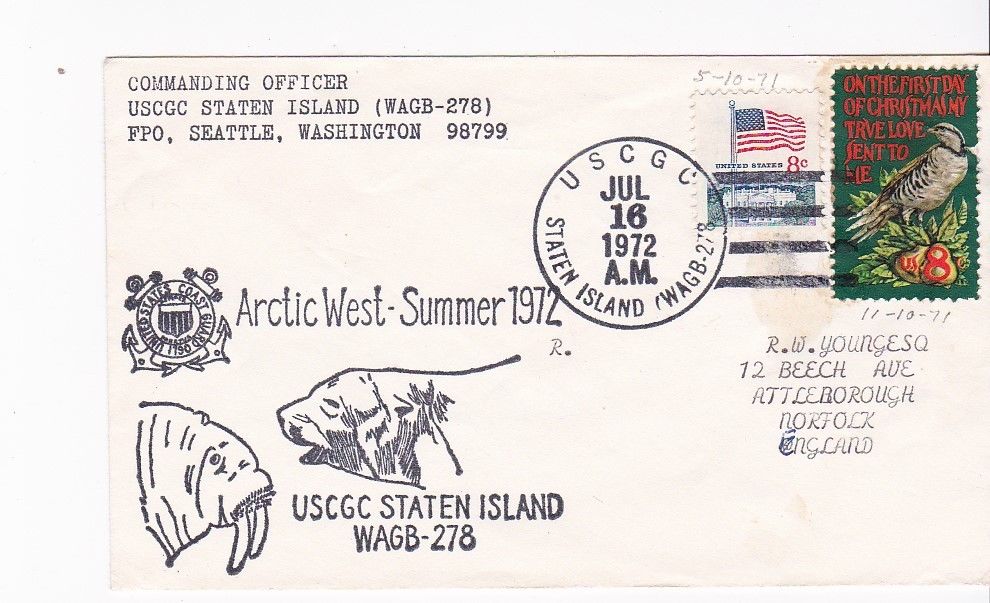 COMMANDING OFFICER
USCGC STATEN ISLAND (WAGB-278)
FPO, SEATTLE, WASHINGTON 98799
5-10-71
UNITED STATES 8c
ON THE FIRST DAY
OF CHRISTMAS MY
TRVE LOVE
SENT TO
ME
US 8c
USCGC
JUL
16
1972
A.M.
STATEN ISLAND (WAGB-278)
11-10-71
UNITED STATES COAST GUARD
1790
Arctic West - Summer 1972
R.
R.W. YOUNGESQ
12 BEECH AVE
ATTLEBOROUGH
NORFOLK
ENGLAND
USCGC STATEN ISLAND
WAGB-278